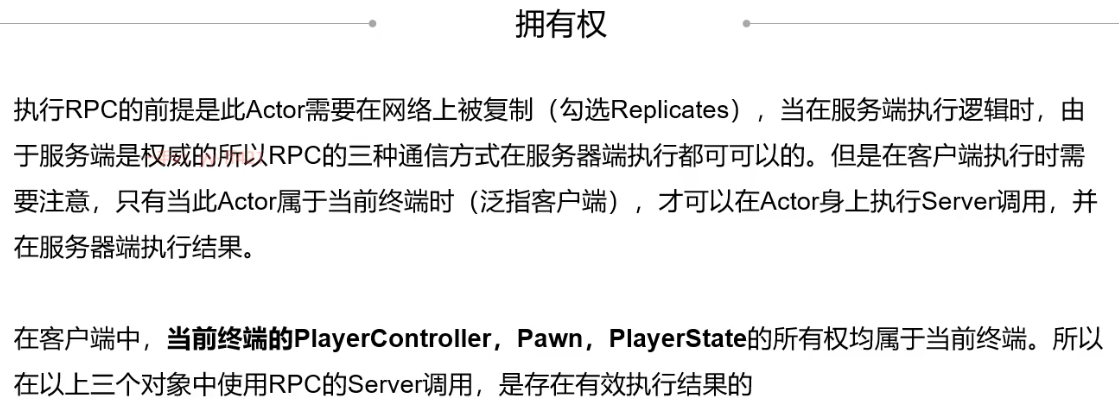 拥有权
执行RPC的前提是此Actor需要在网络上被复制（勾选Replicates），当在服务端执行逻辑时，由
于服务端是权威的所以RPC的三种通信方式在服务器端执行都可可以的。但是在客户端执行时需
要注意，只有当此Actor属于当前终端时（泛指客户端），才可以在Actor身上执行Server调用，并
在服务器端执行结果。
在客户端中，当前终端的PlayerController，Pawn，PlayerState的所有权均属于当前终端。所以
在以上三个对象中使用RPC的Server调用，是存在有效执行结果的